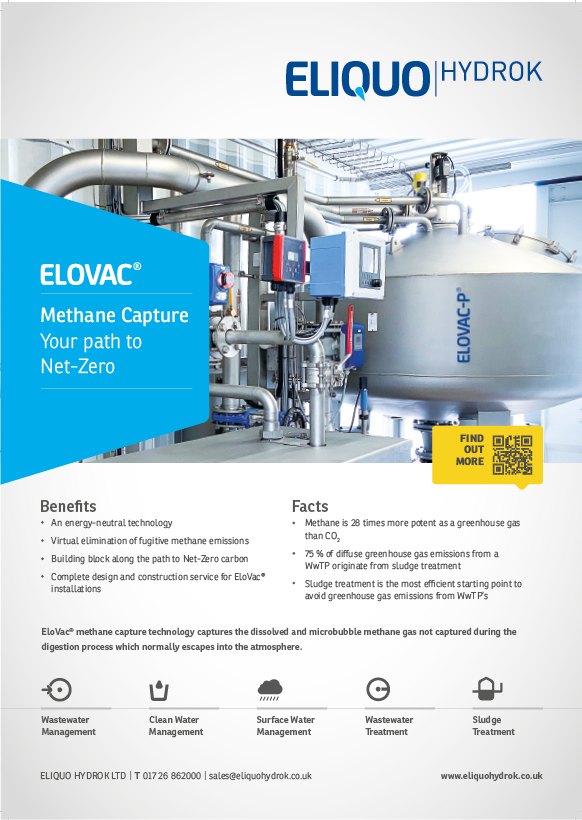 ELIQUO HYDROK
ELOVAC®
Methane Capture
Your path to
Net-Zero
ELOVAC-P®
FIND
OUT
MORE
Benefits
• An energy-neutral technology
• Virtual elimination of fugitive methane emissions
• Building block along the path to Net-Zero carbon
• Complete design and construction service for EloVac®
installations
Facts
• Methane is 28 times more potent as a greenhouse gas
than CO₂
• 75 % of diffuse greenhouse gas emissions from a
WwTP originate from sludge treatment
• Sludge treatment is the most efficient starting point to
avoid greenhouse gas emissions from WwTP's
EloVac® methane capture technology captures the dissolved and microbubble methane gas not captured during the
digestion process which normally escapes into the atmosphere.
Wastewater
Management
Clean Water
Management
Surface Water
Management
Wastewater
Treatment
Sludge
Treatment
ELIQUO HYDROK LTD | T 01726 862000 | sales@eliquohydrok.co.uk
www.eliquohydrok.co.uk